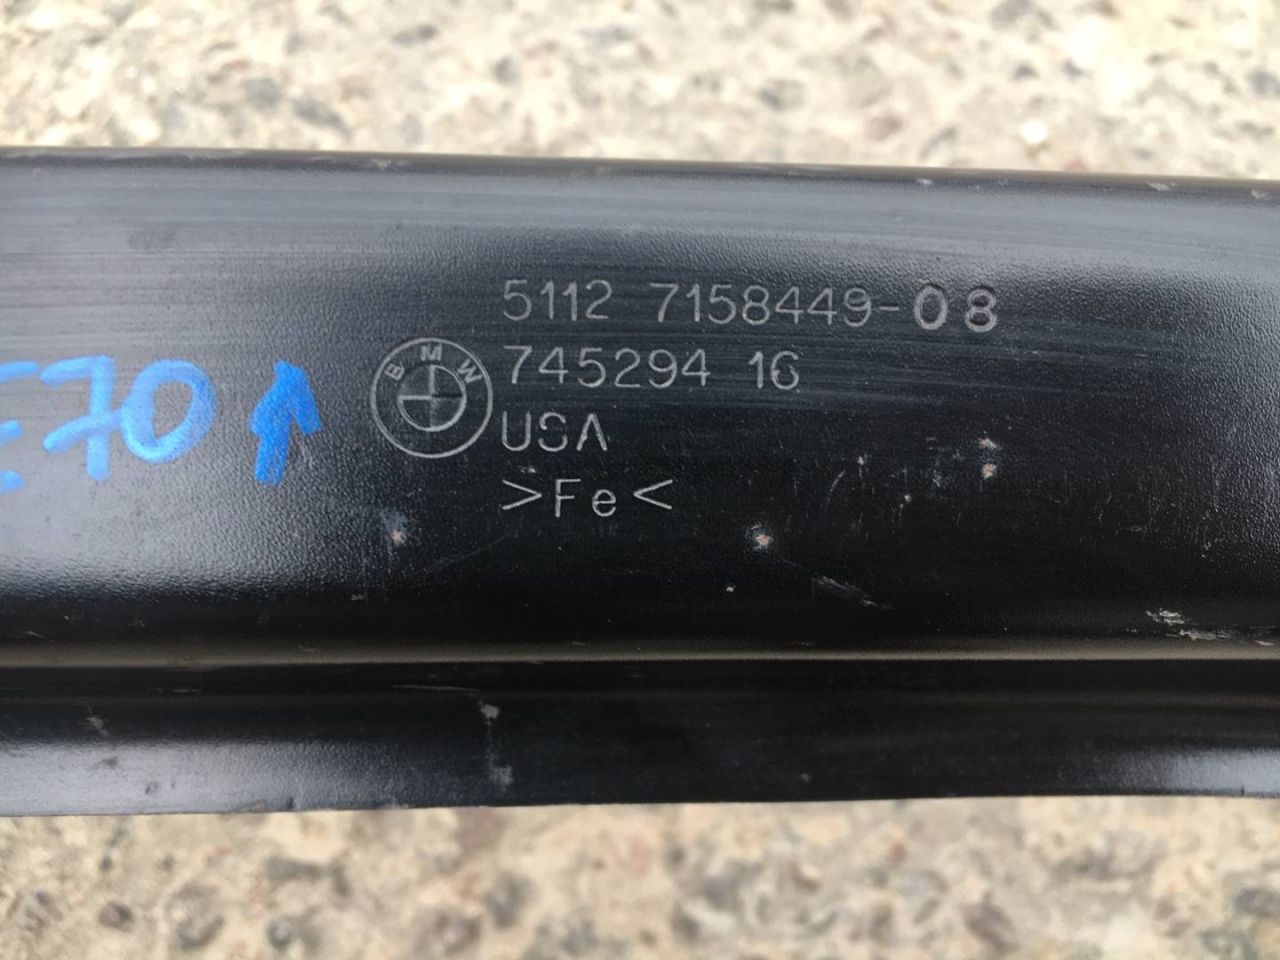 5112 7158449-08
BMW
745294 16
USA
>Fe<
E70↑